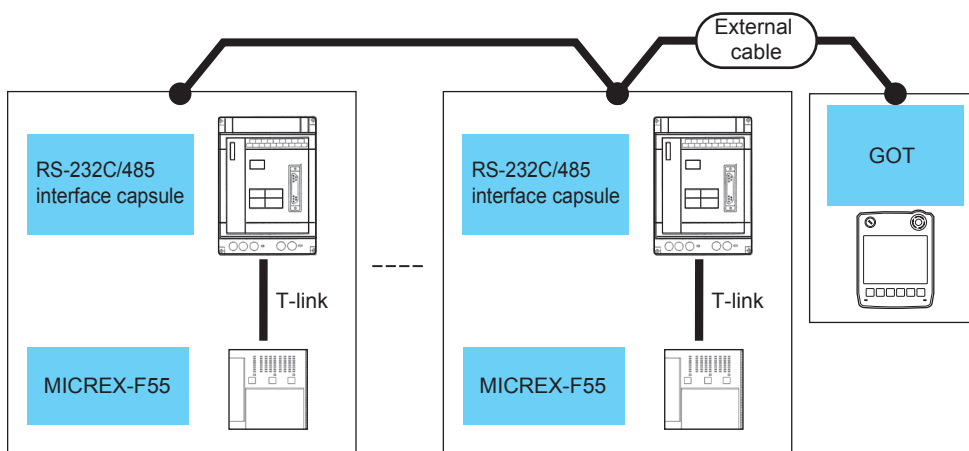 External
cable
RS-232C/485
interface capsule
T-link
MICREX-F55
RS-232C/485
interface capsule
T-link
MICREX-F55
GOT